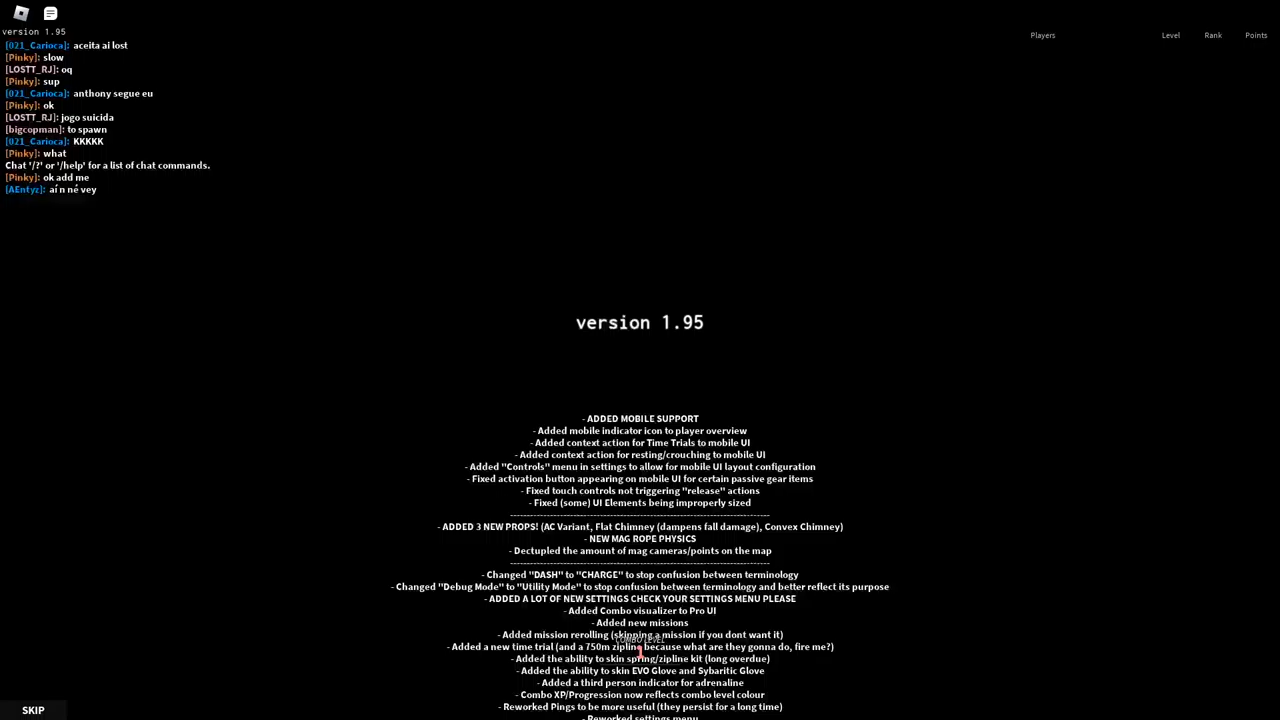 version 1.95
[021_Carioca]: aceita ai lost
[Pinky]: slow
[LOSTT_RJ]: oq
[Pinky]: sup
[021_Carioca]: anthony segue eu
[Pinky]: ok
[LOSTT_RJ]: jogo suicida
[bigcopman]: to spawn
[021_Carioca]: KKKKK
[Pinky]: what
Chat '/?' or '/help' for a list of chat commands.
[Pinky]: ok add me
[AEntyz]: aí n né vey
Players Level Rank Points
version 1.95
- ADDED MOBILE SUPPORT
- Added mobile indicator icon to player overview
- Added context action for Time Trials to mobile UI
- Added context action for resting/crouching to mobile UI
- Added "Controls" menu in settings to allow for mobile UI layout configuration
- Fixed activation button appearing on mobile UI for certain passive gear items
- Fixed touch controls not triggering "release" actions
- Fixed (some) UI Elements being improperly sized
- ADDED 3 NEW PROPS! (AC Variant, Flat Chimney (dampens fall damage), Convex Chimney)
- NEW MAG ROPE PHYSICS
- Dectupled the amount of mag cameras/points on the map
- Changed "DASH" to "CHARGE" to stop confusion between terminology
- Changed "Debug Mode" to "Utility Mode" to stop confusion between terminology and better reflect its purpose
- ADDED A LOT OF NEW SETTINGS CHECK YOUR SETTINGS MENU PLEASE
- Added Combo visualizer to Pro UI
- Added new missions
- Added mission rerolling (skipping a mission if you dont want it)
COMBO LEVEL
- Added a new time trial (and a 750m zipline because what are they gonna do, fire me?)
1
- Added the ability to skin spring/zipline kit (long overdue)
- Added the ability to skin EVO Glove and Sybaritic Glove
- Added a third person indicator for adrenaline
- Combo XP/Progression now reflects combo level colour
- Reworked Pings to be more useful (they persist for a long time)
- Reworked settings menu
SKIP